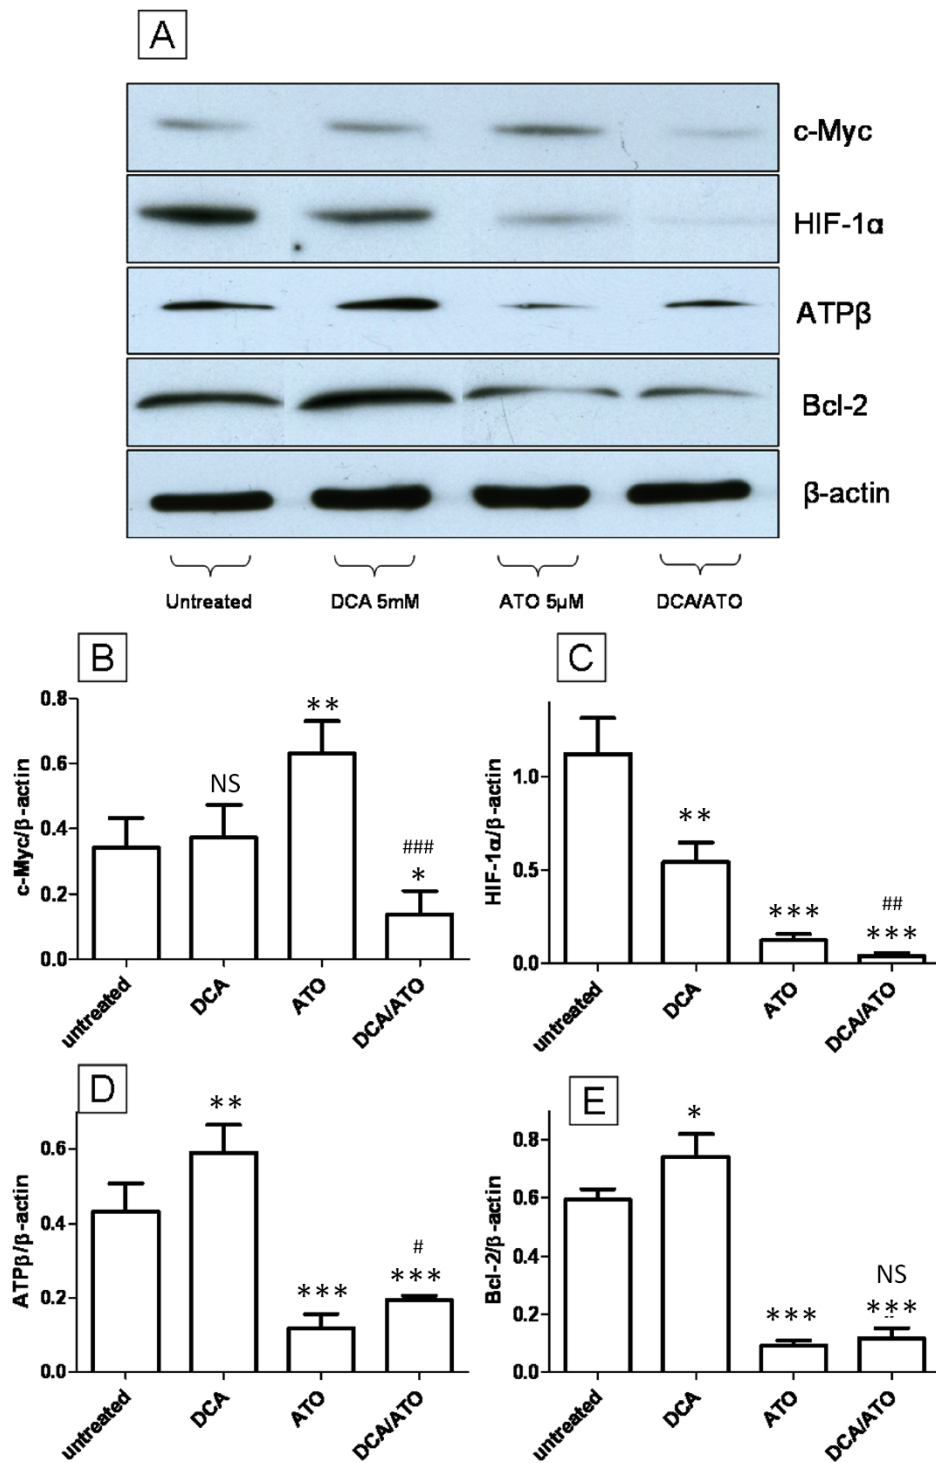 A
c-Myc
HIF-1α
ATPβ
Bcl-2
β-actin
Untreated DCA 5mM ATO 5µM DCA/ATO
B
c-Myc/β-actin
0.8
0.6
0.4
0.2
0.0
NS
**
###
*
untreated DCA ATO DCA/ATO
C
HIF-1α/β-actin
1.0
0.5
0.0
**
***
##
***
untreated DCA ATO DCA/ATO
D
ATPβ/β-actin
0.6
0.4
0.2
0.0
**
***
#
***
untreated DCA ATO DCA/ATO
E
Bcl-2/β-actin
0.8
0.6
0.4
0.2
0.0
*
***
NS
***
untreated DCA ATO DCA/ATO